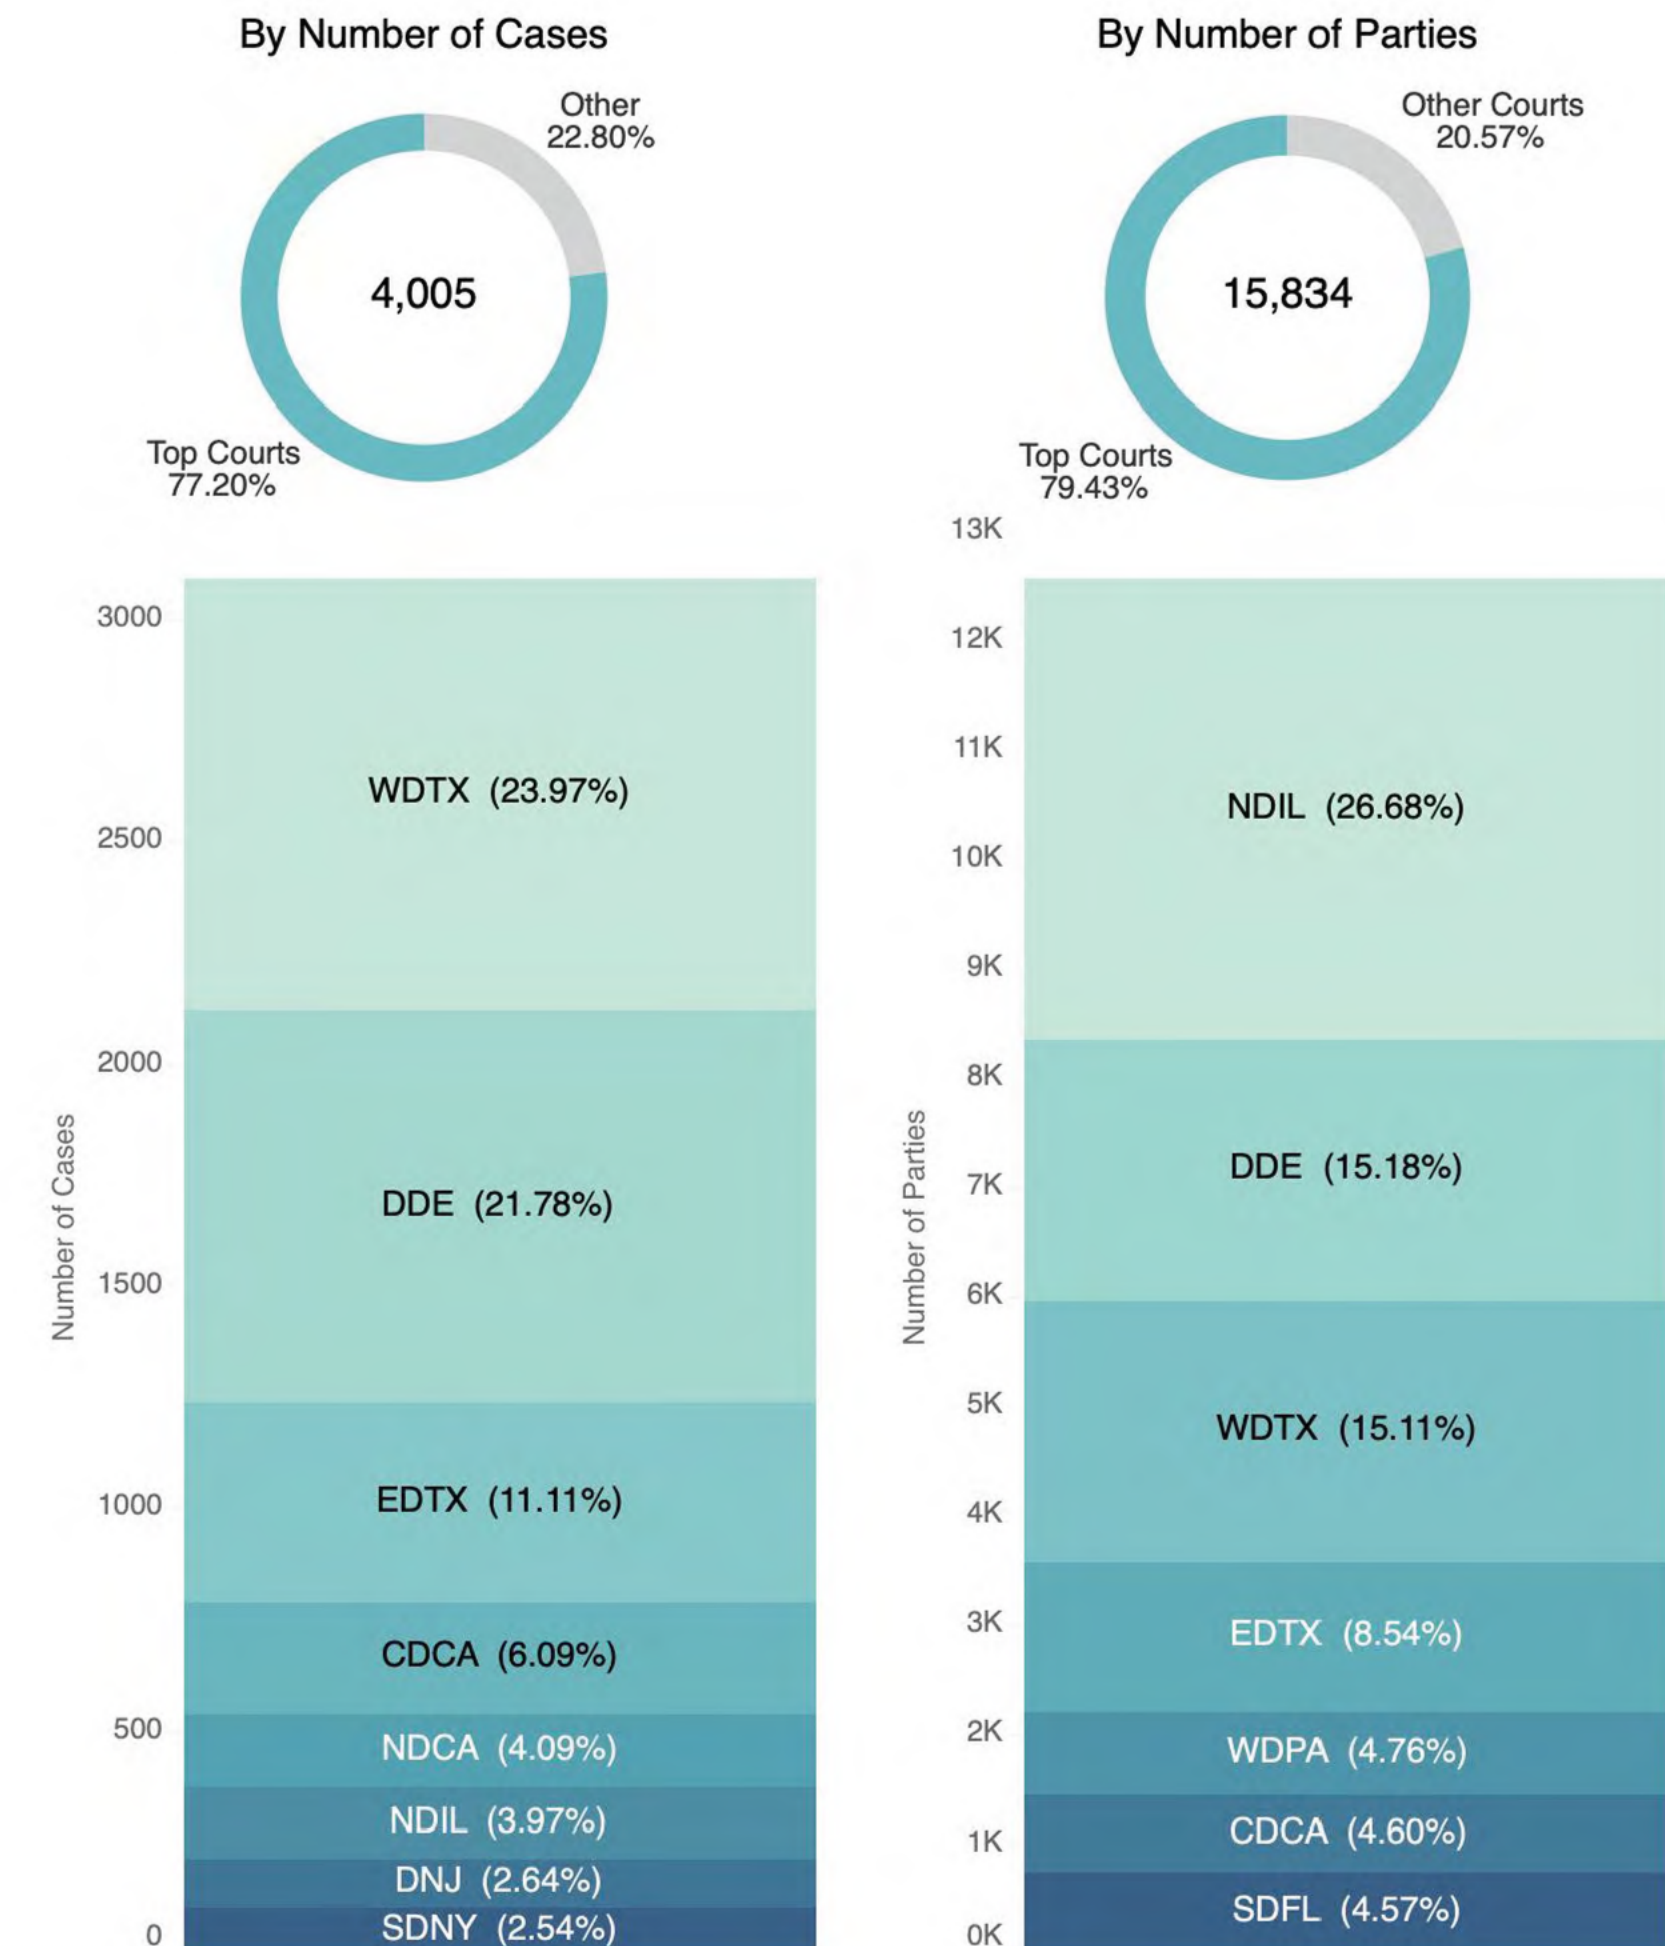 By Number of Cases
Other
22.80%
4,005
Top Courts
77.20%
3000
2500
2000
1500
1000
500
0
Number of Cases
WDTX (23.97%)
DDE (21.78%)
EDTX (11.11%)
CDCA (6.09%)
NDCA (4.09%)
NDIL (3.97%)
DNJ (2.64%)
SDNY (2.54%)
By Number of Parties
Other Courts
20.57%
15,834
Top Courts
79.43%
13K
12K
11K
10K
9K
8K
7K
6K
5K
4K
3K
2K
1K
0K
Number of Parties
NDIL (26.68%)
DDE (15.18%)
WDTX (15.11%)
EDTX (8.54%)
WDPA (4.76%)
CDCA (4.60%)
SDFL (4.57%)